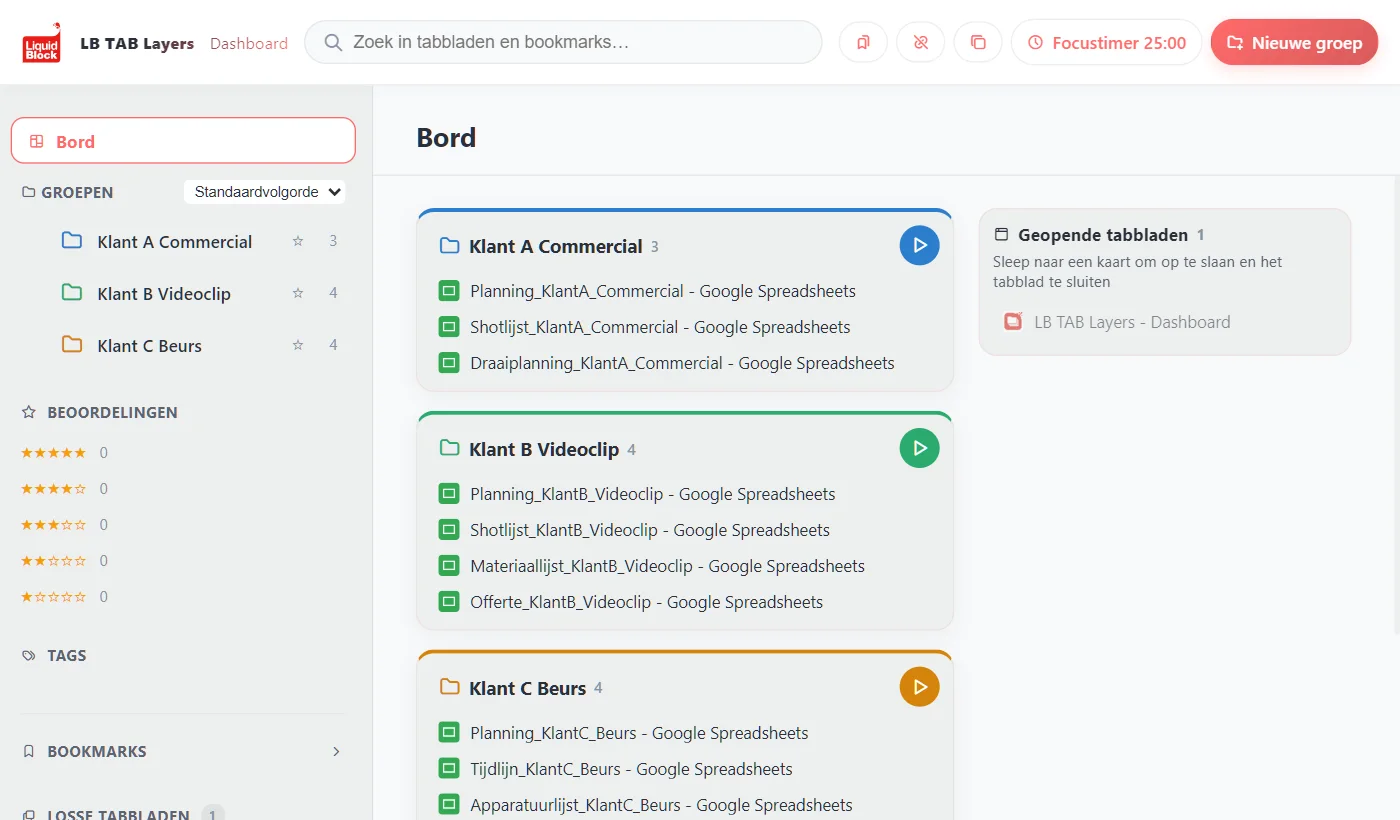 Liquid Block
LB TAB Layers
Dashboard
Zoek in tabbladen en bookmarks…
Focustimer 25:00
Nieuwe groep
Bord
GROEPEN
Standaardvolgorde
Klant A Commercial 3
Klant B Videoclip 4
Klant C Beurs 4
BEOORDELINGEN
★★★★★ 0
★★★★☆ 0
★★★☆☆ 0
★★☆☆☆ 0
★☆☆☆☆ 0
TAGS
BOOKMARKS
LOSSE TABBLADEN 1
Bord
Klant A Commercial 3
Planning_KlantA_Commercial - Google Spreadsheets
Shotlijst_KlantA_Commercial - Google Spreadsheets
Draaiplanning_KlantA_Commercial - Google Spreadsheets
Klant B Videoclip 4
Planning_KlantB_Videoclip - Google Spreadsheets
Shotlijst_KlantB_Videoclip - Google Spreadsheets
Materiaallijst_KlantB_Videoclip - Google Spreadsheets
Offerte_KlantB_Videoclip - Google Spreadsheets
Klant C Beurs 4
Planning_KlantC_Beurs - Google Spreadsheets
Tijdlijn_KlantC_Beurs - Google Spreadsheets
Apparatuurlijst_KlantC_Beurs - Google Spreadsheets
Geopende tabbladen 1
Sleep naar een kaart om op te slaan en het
tabblad te sluiten
LB TAB Layers - Dashboard